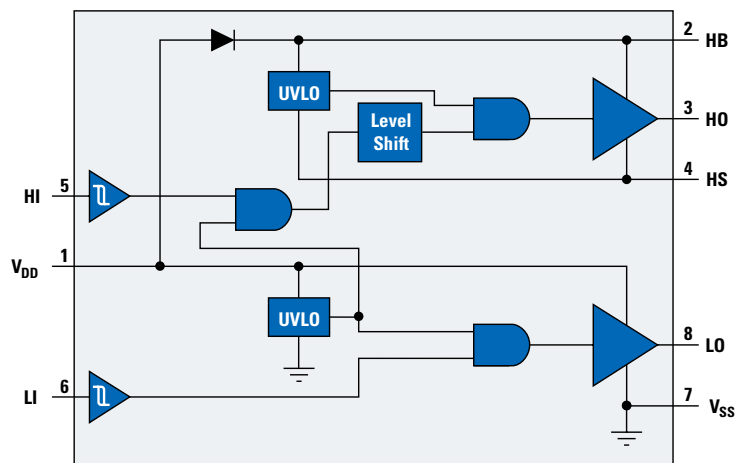 2 HB
UVLO
Level
Shift
3 HO
4 HS
HI 5
VDD 1
UVLO
8 LO
LI 6
7 VSS